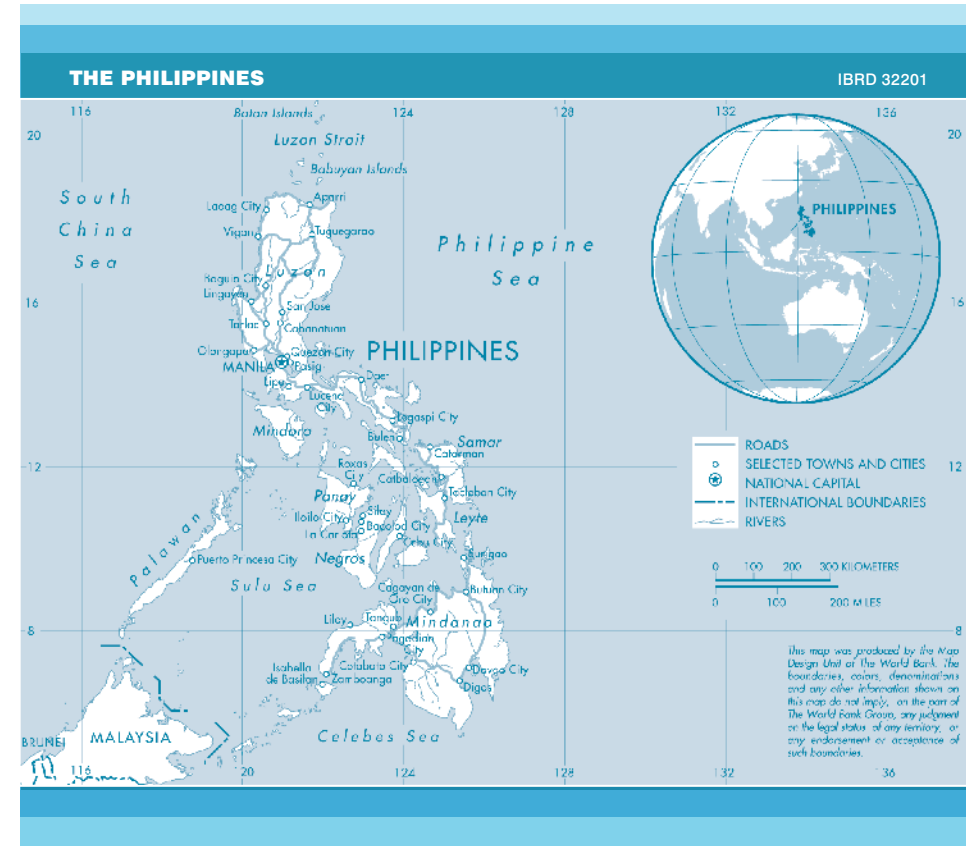 THE PHILIPPINES
IBRD 32201
116
124
128
132
136
Batan Islands
20
20
Luzon Strait
Babuyan Islands
South
China
Sea
Laoag City
Aparri
Vigan
Tuguegarao
Philippine
Sea
PHILIPPINES
Luzon
Baguio City
Lingayen
16
16
San Jose
Tarlac
Cabanatuan
Olongapo
Quezon City
PHILIPPINES
MANILA
Pasig
Lipa
Daet
Lucena
City
Legaspi City
Mindoro
Bulan
Samar
Catarman
ROADS
SELECTED TOWNS AND CITIES
NATIONAL CAPITAL
INTERNATIONAL BOUNDARIES
RIVERS
12
12
Roxas
City
Catbalogan
Panay
Tacloban City
Iloilo City
Silay
Bacolod City
La Carlota
Leyte
Cebu City
Palawan
Puerto Princesa City
Negros
Surigao
Sulu Sea
0 100 200 300 KILOMETERS
0 100 200 MILES
Cagayan de
Oro City
Butuan City
Liloy
Tangub
Mindanao
Pagadian
City
8
8
Isabella
de Basilan
Cotabato City
Zamboanga
Davao City
Digos
This map was produced by the Map
Design Unit of The World Bank. The
boundaries, colors, denominations
and any other information shown on
this map do not imply, on the part of
The World Bank Group, any judgment
on the legal status of any territory, or
any endorsement or acceptance of
such boundaries.
BRUNEI
MALAYSIA
Celebes Sea
116
120
124
128
132
136